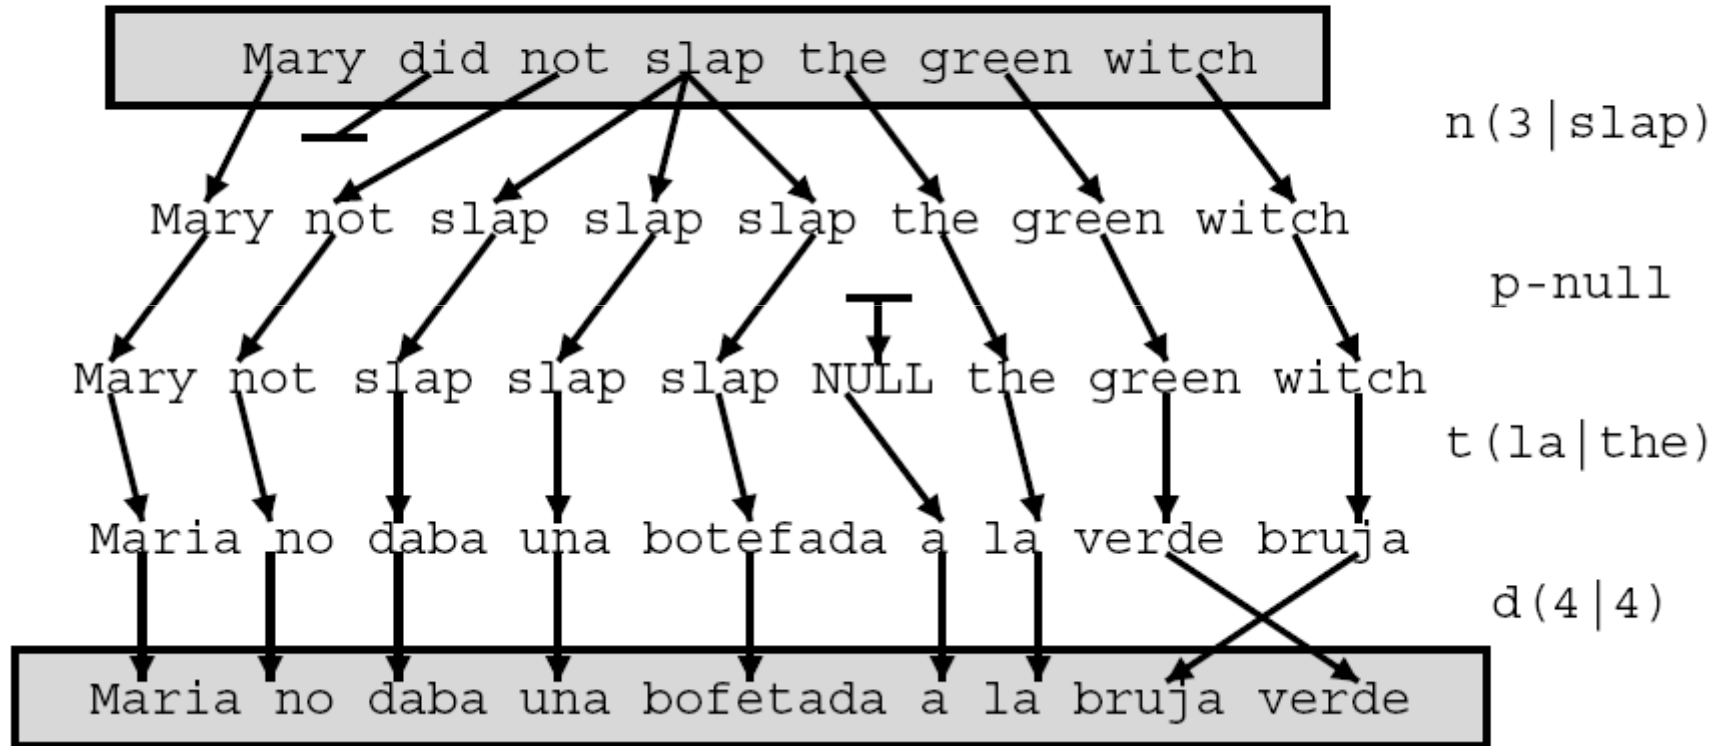 Mary did not slap the green witch
n(3|slap)
Mary not slap slap slap the green witch
p-null
Mary not slap slap slap NULL the green witch
t(la|the)
Maria no daba una botefada a la verde bruja
d(4|4)
Maria no daba una bofetada a la bruja verde